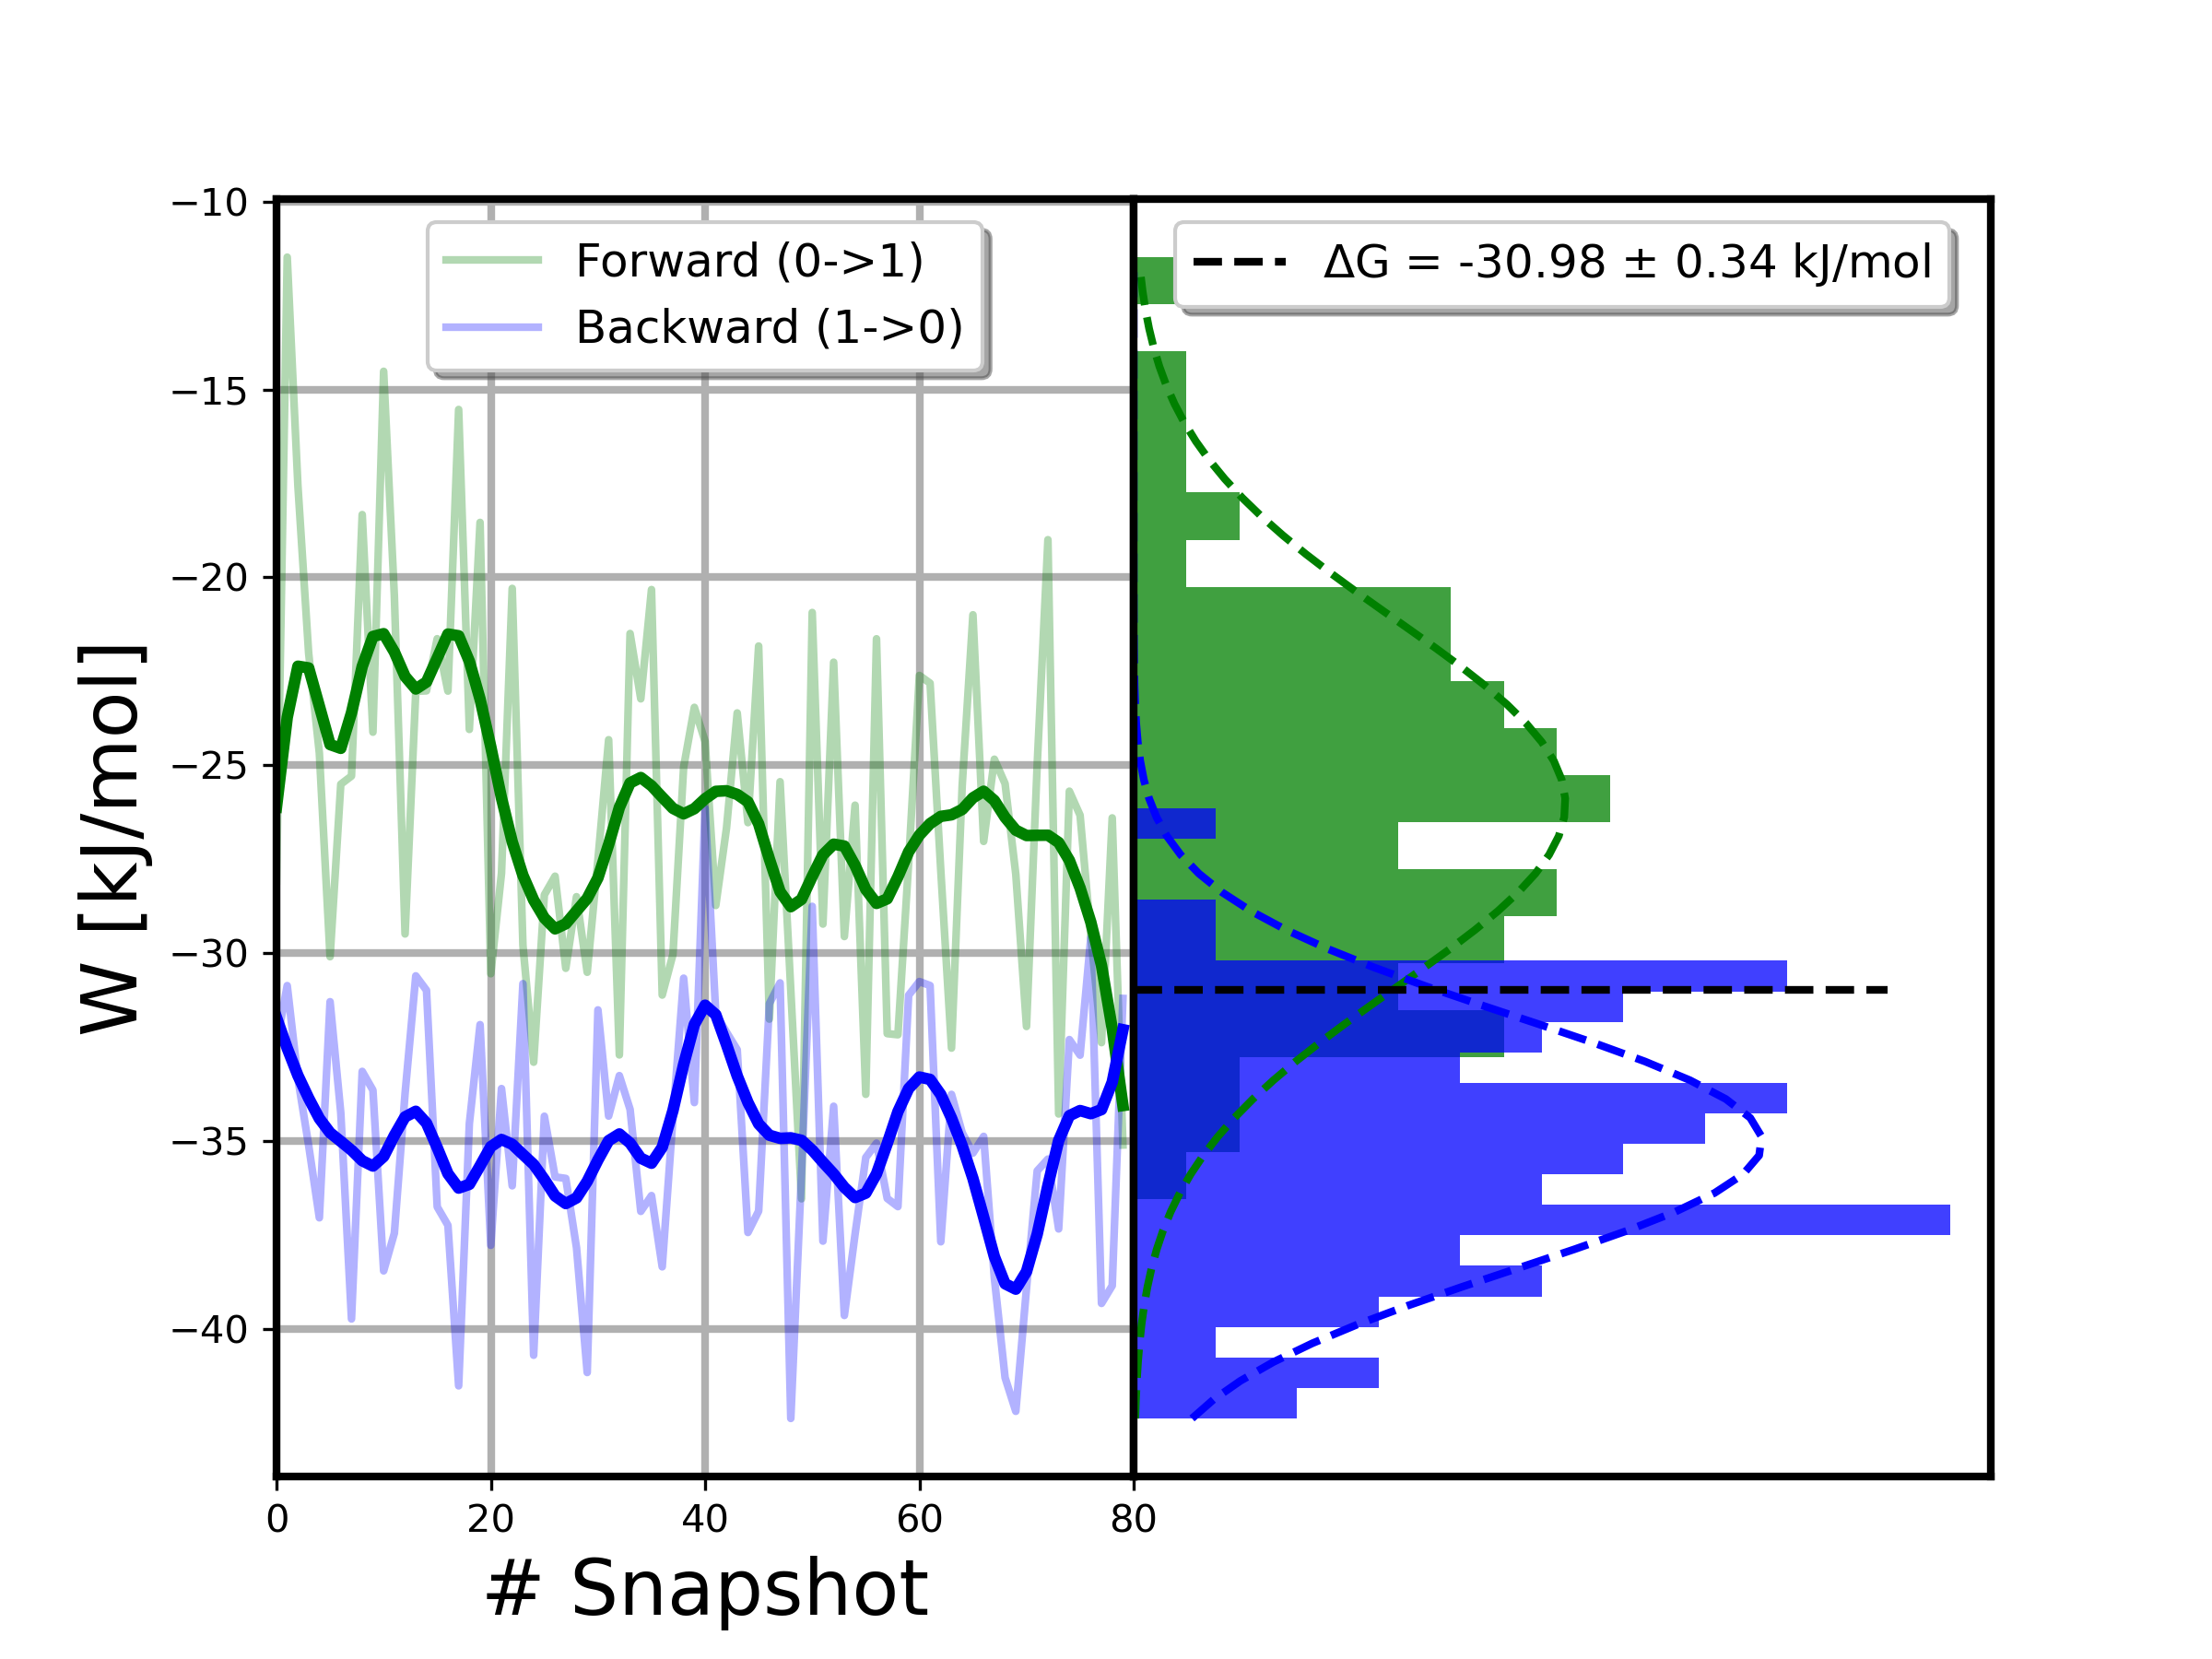 W [kJ/mol]
−10
−15
−20
−25
−30
−35
−40
Forward (0->1)
Backward (1->0)
ΔG = -30.98 ± 0.34 kJ/mol
0 20 40 60 80
# Snapshot